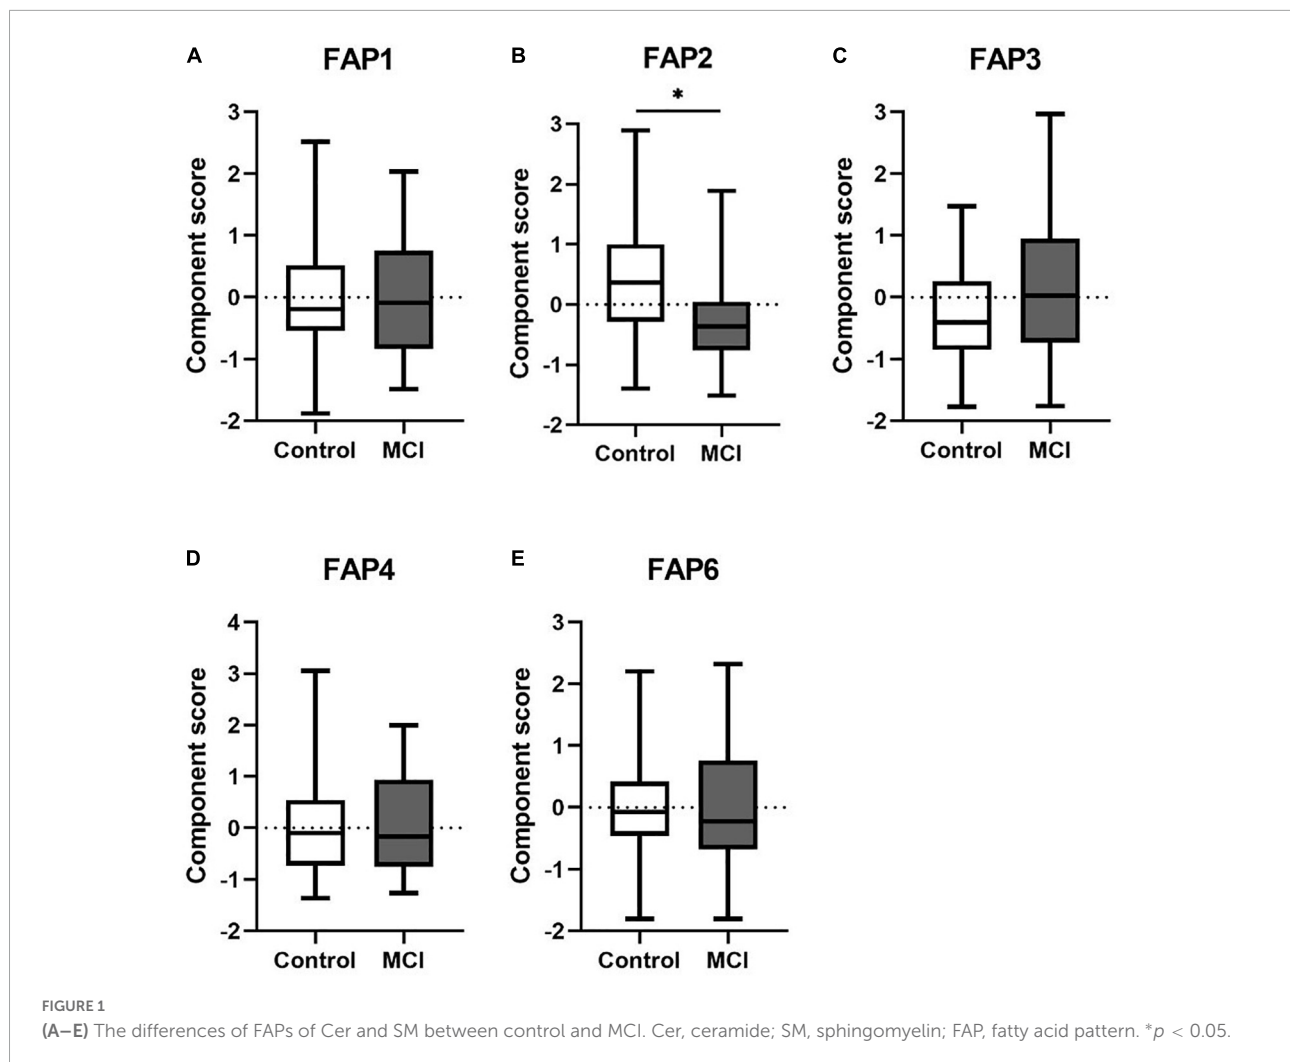 A
FAP1
3
2
1
0
-1
-2
Component score
Control
MCI
B
FAP2
*
3
2
1
0
-1
-2
Component score
Control
MCI
C
FAP3
3
2
1
0
-1
-2
Component score
Control
MCI
D
FAP4
4
3
2
1
0
-1
-2
Component score
Control
MCI
E
FAP6
3
2
1
0
-1
-2
Component score
Control
MCI
FIGURE 1
(A–E) The differences of FAPs of Cer and SM between control and MCI. Cer, ceramide; SM, sphingomyelin; FAP, fatty acid pattern. *p < 0.05.